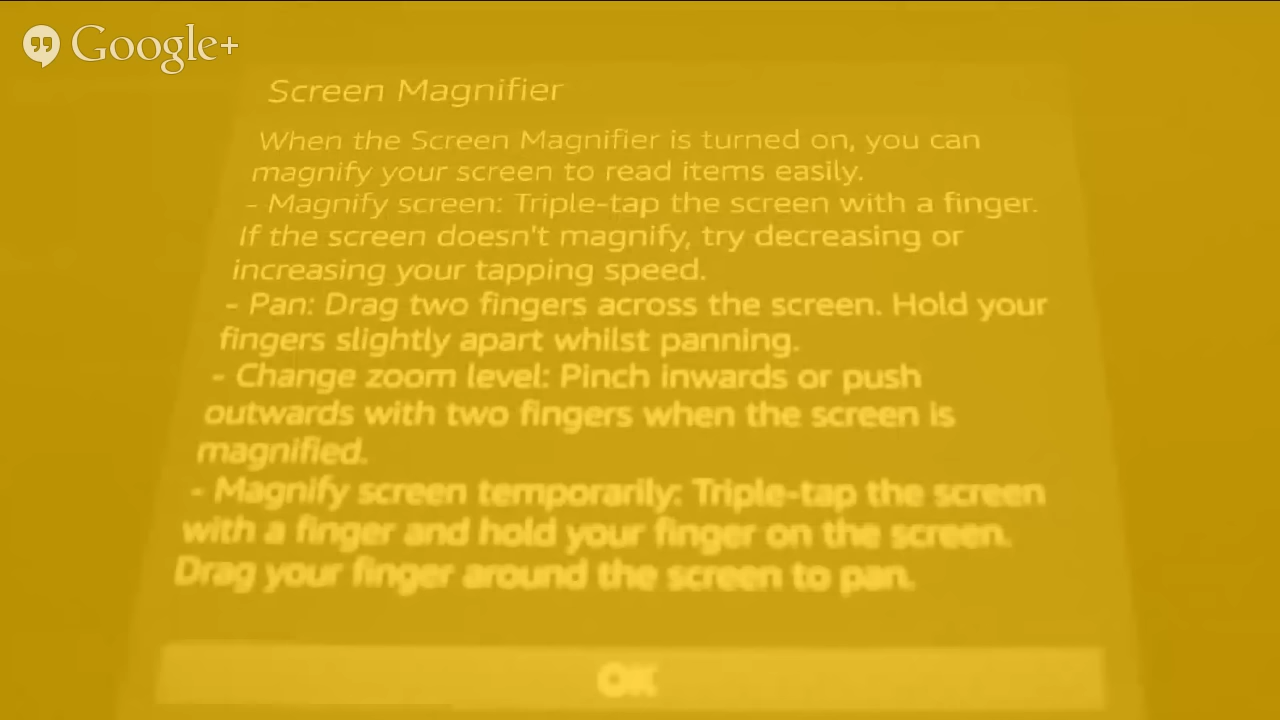 Google+
Screen Magnifier
When the Screen Magnifier is turned on, you can
magnify your screen to read items easily.
- Magnify screen: Triple-tap the screen with a finger.
If the screen doesn't magnify, try decreasing or
increasing your tapping speed.
- Pan: Drag two fingers across the screen. Hold your
fingers slightly apart whilst panning.
- Change zoom level: Pinch inwards or push
outwards with two fingers when the screen is
magnified.
- Magnify screen temporarily: Triple-tap the screen
with a finger and hold your finger on the screen.
Drag your finger around the screen to pan.
OK